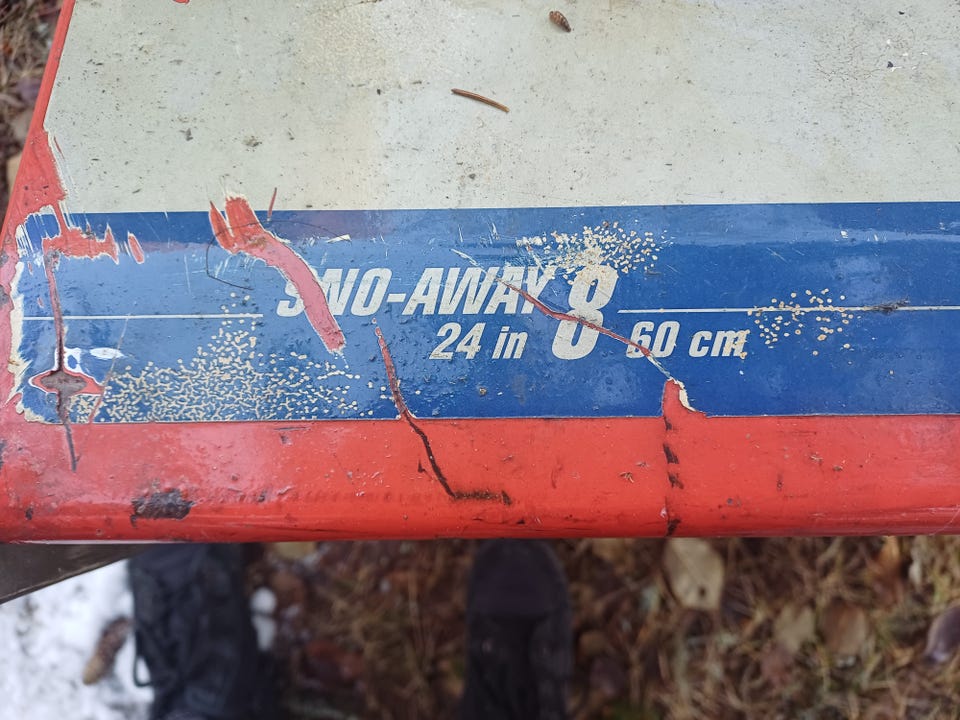 SNO-AWAY 8
24 in 60 cm